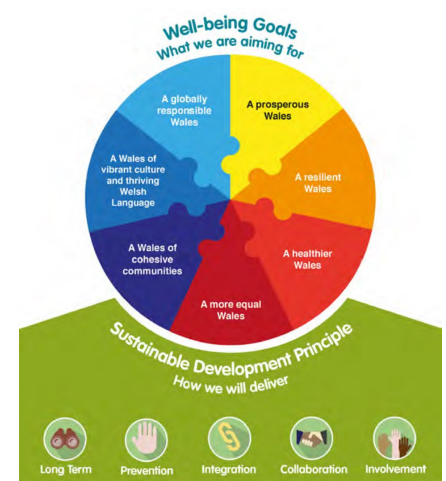 Well-being Goals
What we are aiming for
A globally
responsible
Wales
A prosperous
Wales
A Wales of
vibrant culture
and thriving
Welsh
Language
A resilient
Wales
A Wales of
cohesive
communities
A healthier
Wales
A more equal
Wales
Sustainable Development Principle
How we will deliver
Long Term
Prevention
Integration
Collaboration
Involvement